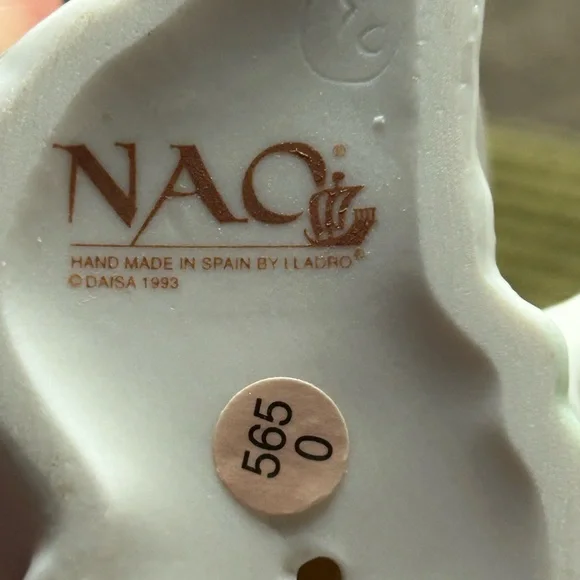 NAO®
HAND MADE IN SPAIN BY LLADRO®
© DAISA 1993
565
0